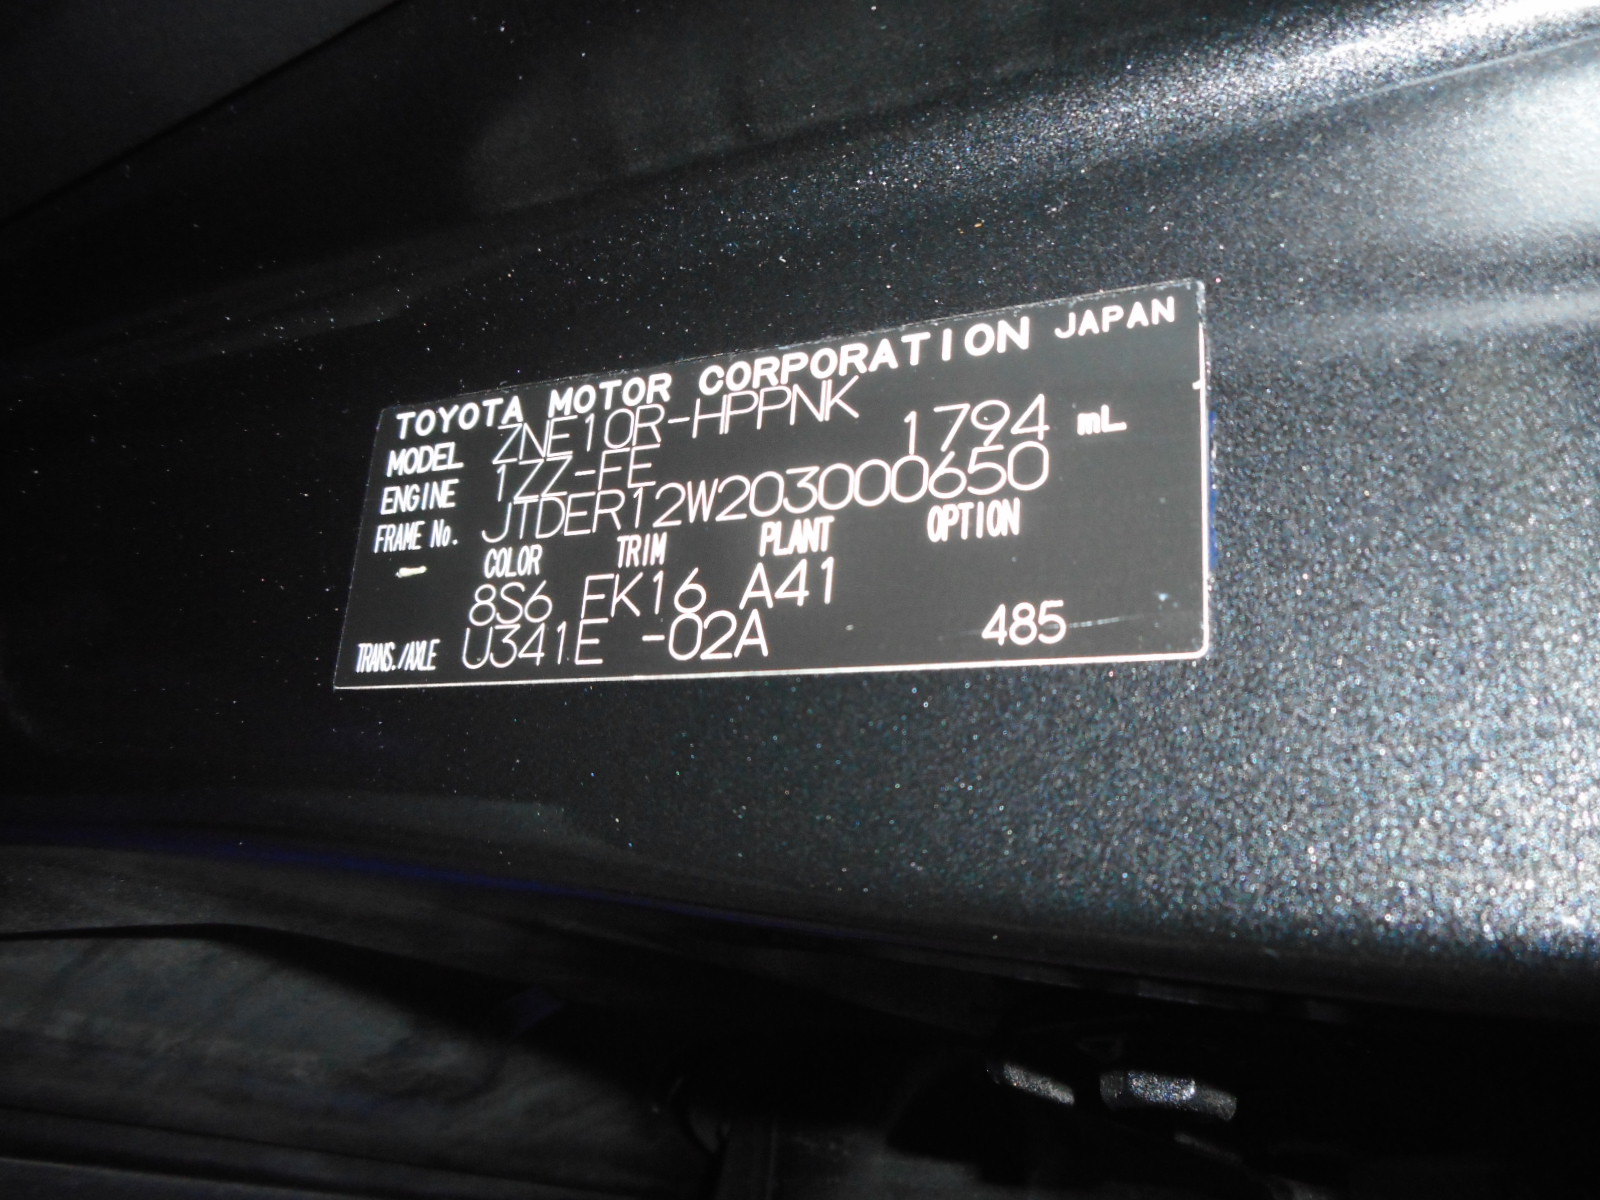 TOYOTA MOTOR CORPORATION JAPAN
MODEL ZNE10R-HPPNK
ENGINE 1ZZ-FE 1794 mL
FRAME No. JTDER12W203000650
COLOR TRIM PLANT OPTION
8S6 FK16 A41
TRANS./AXLE U341E -02A 485